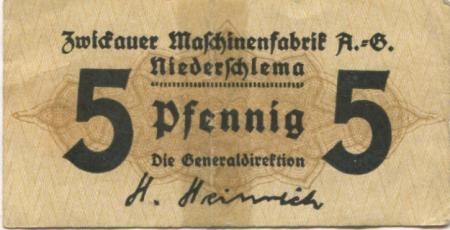 Zwickauer Maschinenfabrik A.=G.
Niederschlema
5 Pfennig 5
Die Generaldirektion
H. Heinrich